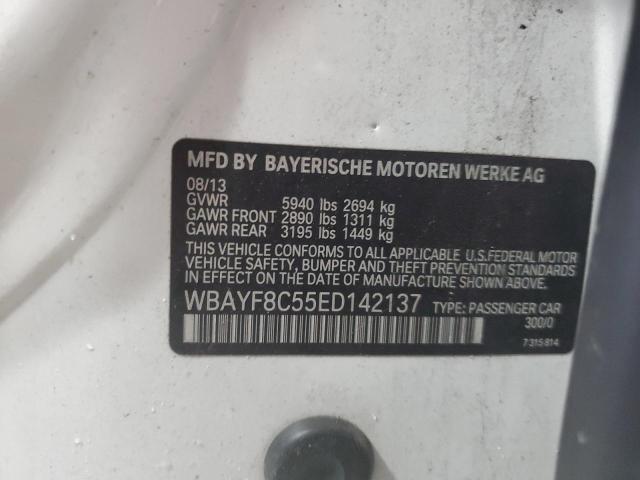 MFD BY BAYERISCHE MOTOREN WERKE AG
08/13
GVWR 5940 lbs 2694 kg
GAWR FRONT 2890 lbs 1311 kg
GAWR REAR 3195 lbs 1449 kg
THIS VEHICLE CONFORMS TO ALL APPLICABLE U.S. FEDERAL MOTOR
VEHICLE SAFETY, BUMPER AND THEFT PREVENTION STANDARDS
IN EFFECT ON THE DATE OF MANUFACTURE SHOWN ABOVE.
WBAYF8C55ED142137 TYPE: PASSENGER CAR
300/0
7315814